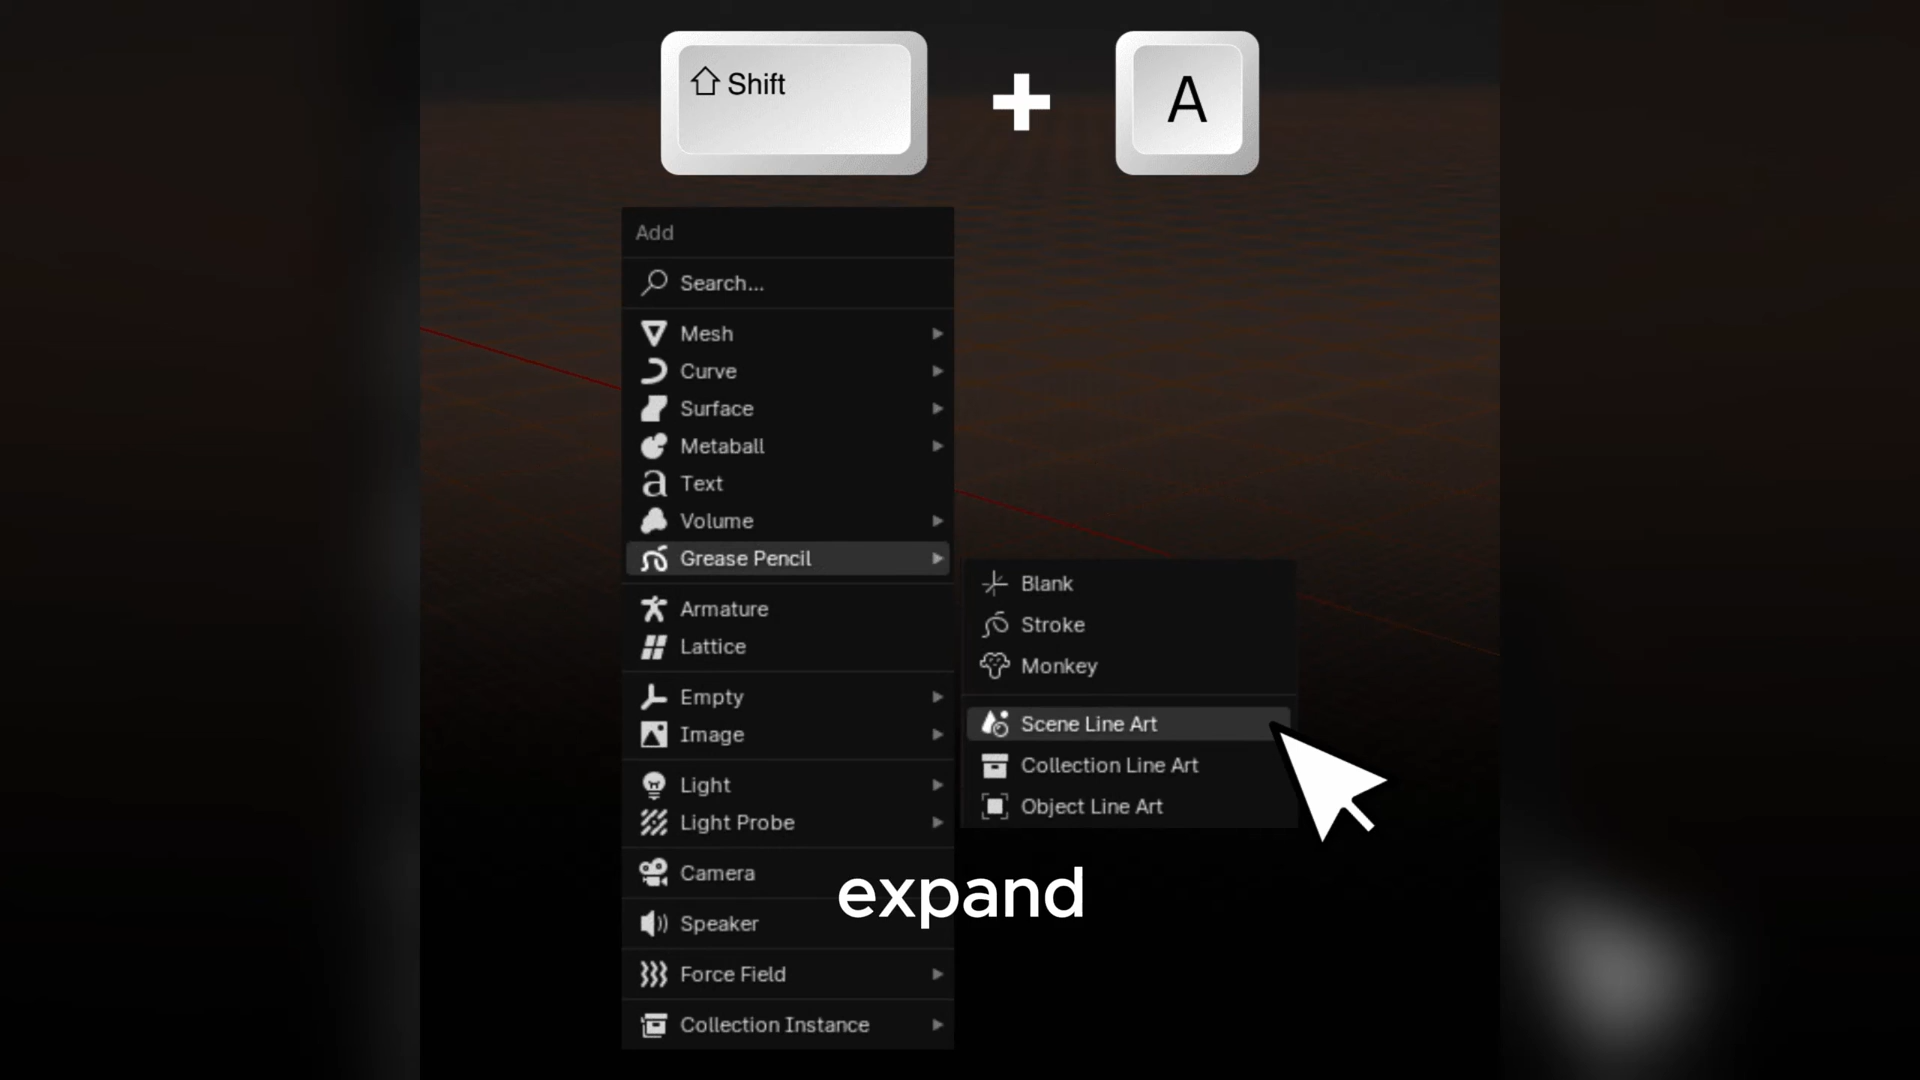 Shift
+
A
Add
Search...
Mesh
Curve
Surface
Metaball
Text
Volume
Grease Pencil
Blank
Stroke
Monkey
Scene Line Art
Collection Line Art
Object Line Art
Armature
Lattice
Empty
Image
Light
Light Probe
Camera
Speaker
Force Field
Collection Instance
expand